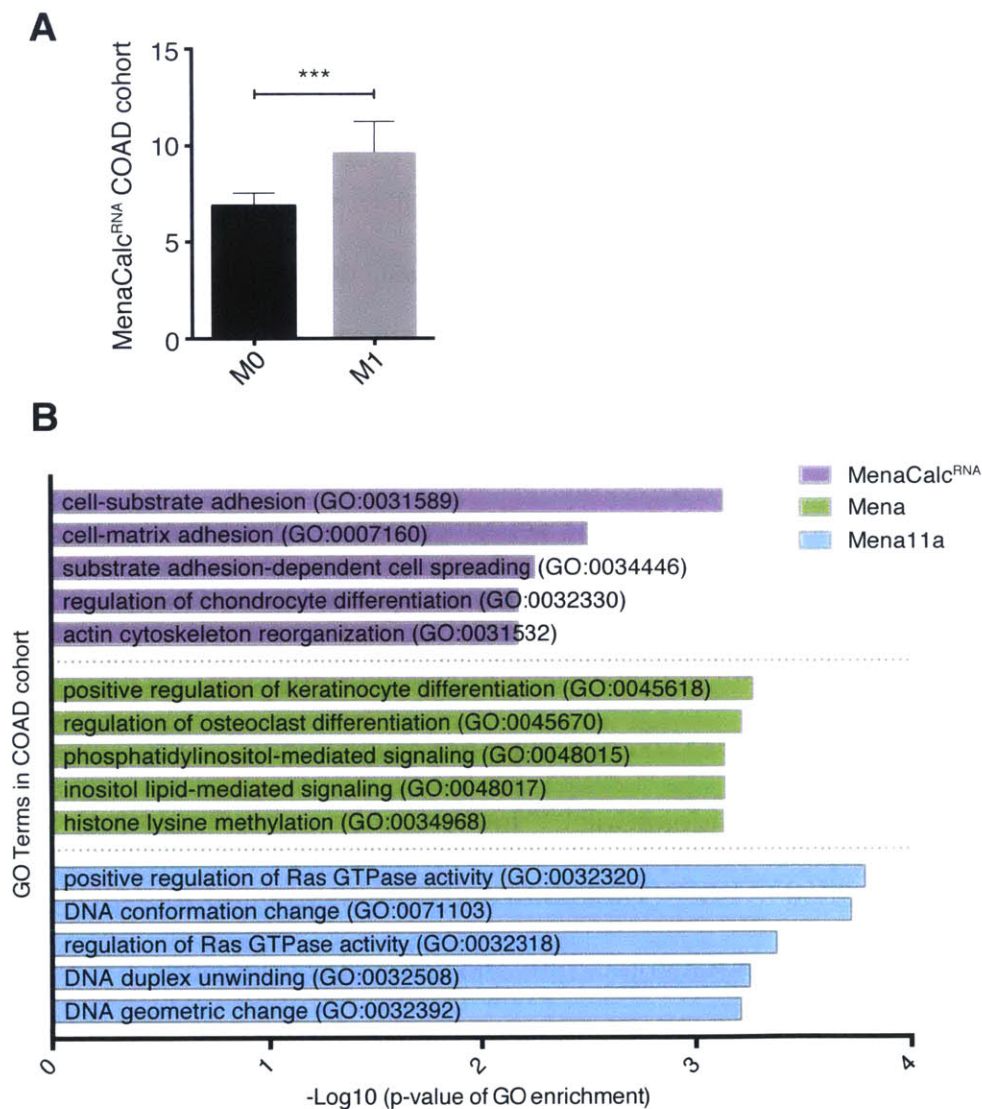 A
MenaCalcRNA COAD cohort
15
10
5
0
***
M0
M1
B
GO Terms in COAD cohort
MenaCalcRNA
Mena
Mena11a
cell-substrate adhesion (GO:0031589)
cell-matrix adhesion (GO:0007160)
substrate adhesion-dependent cell spreading (GO:0034446)
regulation of chondrocyte differentiation (GO:0032330)
actin cytoskeleton reorganization (GO:0031532)
positive regulation of keratinocyte differentiation (GO:0045618)
regulation of osteoclast differentiation (GO:0045670)
phosphatidylinositol-mediated signaling (GO:0048015)
inositol lipid-mediated signaling (GO:0048017)
histone lysine methylation (GO:0034968)
positive regulation of Ras GTPase activity (GO:0032320)
DNA conformation change (GO:0071103)
regulation of Ras GTPase activity (GO:0032318)
DNA duplex unwinding (GO:0032508)
DNA geometric change (GO:0032392)
0 1 2 3 4
-Log10 (p-value of GO enrichment)